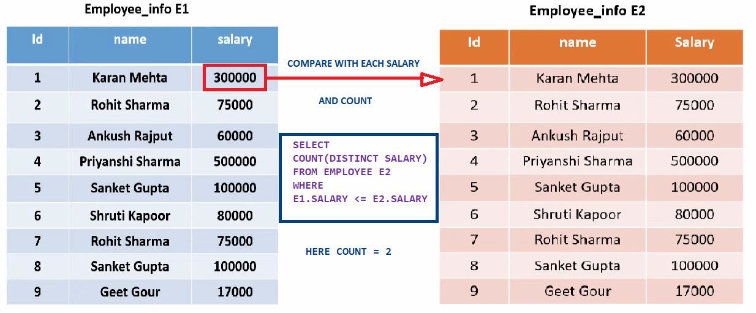 Employee_info E1
Id name salary
1 Karan Mehta 300000
2 Rohit Sharma 75000
3 Ankush Rajput 60000
4 Priyanshi Sharma 500000
5 Sanket Gupta 100000
6 Shruti Kapoor 80000
7 Rohit Sharma 75000
8 Sanket Gupta 100000
9 Geet Gour 17000
COMPARE WITH EACH SALARY
AND COUNT
SELECT
COUNT(DISTINCT SALARY)
FROM EMPLOYEE E2
WHERE
E1.SALARY <= E2.SALARY
HERE COUNT = 2
Employee_info E2
Id name Salary
1 Karan Mehta 300000
2 Rohit Sharma 75000
3 Ankush Rajput 60000
4 Priyanshi Sharma 500000
5 Sanket Gupta 100000
6 Shruti Kapoor 80000
7 Rohit Sharma 75000
8 Sanket Gupta 100000
9 Geet Gour 17000